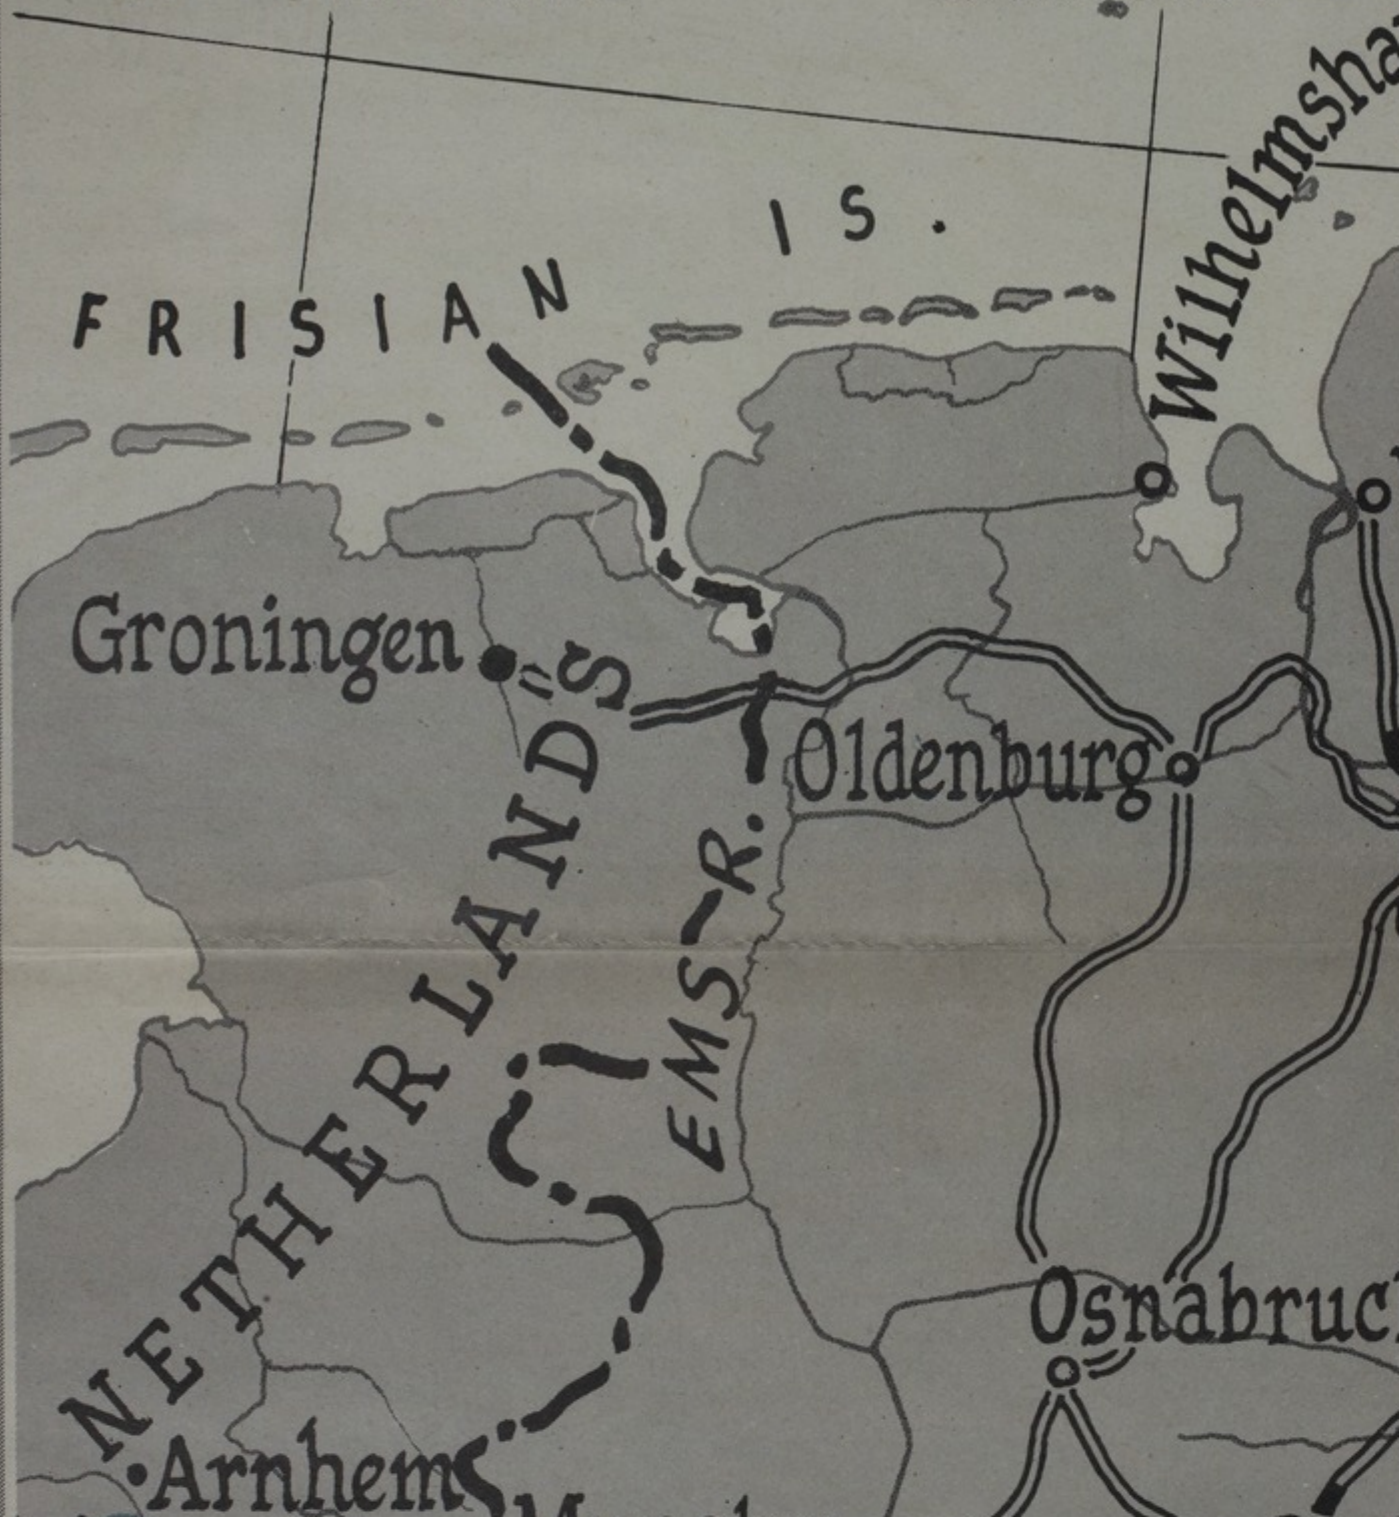 FRISIAN IS.
Wilhelmsha
Groningen
NETHERLANDS
Oldenburg
EMS R.
Osnabruc
Arnhem